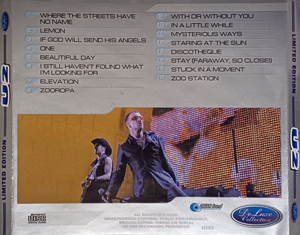 WHERE THE STREETS HAVE
NO NAME
LEMON
IF GOD WILL SEND HIS ANGELS
ONE
BEAUTIFUL DAY
I STILL HAVEN'T FOUND WHAT
I'M LOOKING FOR
ELEVATION
ZOOROPA
WITH OR WITHOUT YOU
IN A LITTLE WHILE
MYSTERIOUS WAYS
STARING AT THE SUN
DISCOTHEQUE
STAY (FARAWAY, SO CLOSE!)
STUCK IN A MOMENT
ZOO STATION
LIMITED EDITION
U2
LIMITED EDITION
U2
DeLuxe
Collection